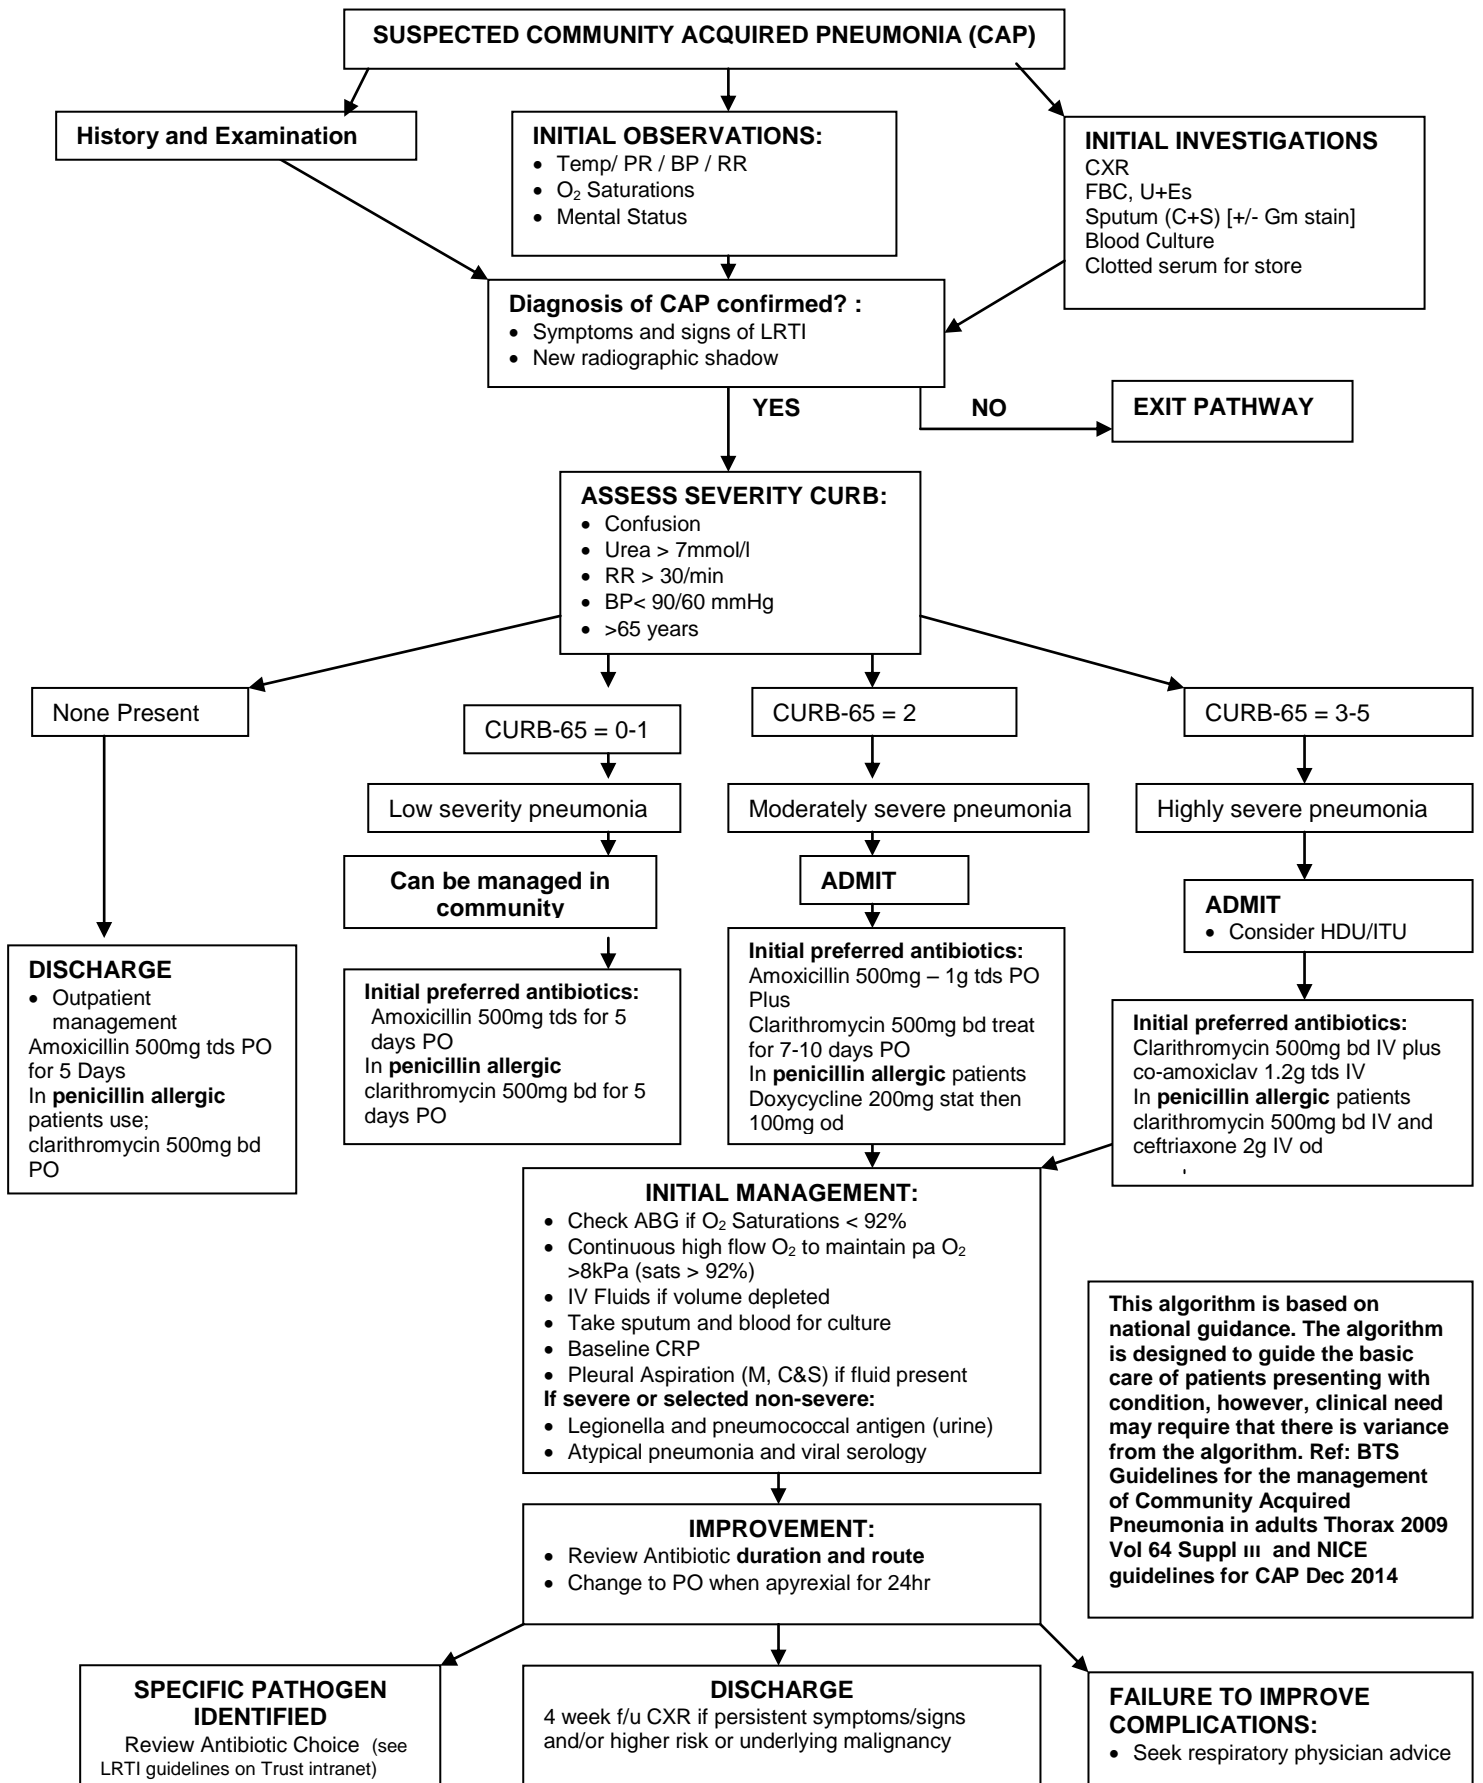 SUSPECTED COMMUNITY ACQUIRED PNEUMONIA (CAP)
History and Examination
INITIAL OBSERVATIONS:
• Temp/ PR / BP / RR
• O₂ Saturations
• Mental Status
INITIAL INVESTIGATIONS
CXR
FBC, U+Es
Sputum (C+S) [+/- Gm stain]
Blood Culture
Clotted serum for store
Diagnosis of CAP confirmed? :
• Symptoms and signs of LRTI
• New radiographic shadow
YES
NO
EXIT PATHWAY
ASSESS SEVERITY CURB:
• Confusion
• Urea > 7mmol/l
• RR > 30/min
• BP< 90/60 mmHg
• >65 years
None Present
CURB-65 = 0-1
CURB-65 = 2
CURB-65 = 3-5
Low severity pneumonia
Moderately severe pneumonia
Highly severe pneumonia
Can be managed in
community
ADMIT
ADMIT
• Consider HDU/ITU
DISCHARGE
• Outpatient
management
Amoxicillin 500mg tds PO
for 5 Days
In penicillin allergic
patients use;
clarithromycin 500mg bd
PO
Initial preferred antibiotics:
Amoxicillin 500mg tds for 5
days PO
In penicillin allergic
clarithromycin 500mg bd for 5
days PO
Initial preferred antibiotics:
Amoxicillin 500mg – 1g tds PO
Plus
Clarithromycin 500mg bd treat
for 7-10 days PO
In penicillin allergic patients
Doxycycline 200mg stat then
100mg od
Initial preferred antibiotics:
Clarithromycin 500mg bd IV plus
co-amoxiclav 1.2g tds IV
In penicillin allergic patients
clarithromycin 500mg bd IV and
ceftriaxone 2g IV od
INITIAL MANAGEMENT:
• Check ABG if O₂ Saturations < 92%
• Continuous high flow O₂ to maintain pa O₂
>8kPa (sats > 92%)
• IV Fluids if volume depleted
• Take sputum and blood for culture
• Baseline CRP
• Pleural Aspiration (M, C&S) if fluid present
If severe or selected non-severe:
• Legionella and pneumococcal antigen (urine)
• Atypical pneumonia and viral serology
This algorithm is based on
national guidance. The algorithm
is designed to guide the basic
care of patients presenting with
condition, however, clinical need
may require that there is variance
from the algorithm. Ref: BTS
Guidelines for the management
of Community Acquired
Pneumonia in adults Thorax 2009
Vol 64 Suppl III and NICE
guidelines for CAP Dec 2014
IMPROVEMENT:
• Review Antibiotic duration and route
• Change to PO when apyrexial for 24hr
SPECIFIC PATHOGEN
IDENTIFIED
Review Antibiotic Choice (see
LRTI guidelines on Trust intranet)
DISCHARGE
4 week f/u CXR if persistent symptoms/signs
and/or higher risk or underlying malignancy
FAILURE TO IMPROVE
COMPLICATIONS:
• Seek respiratory physician advice